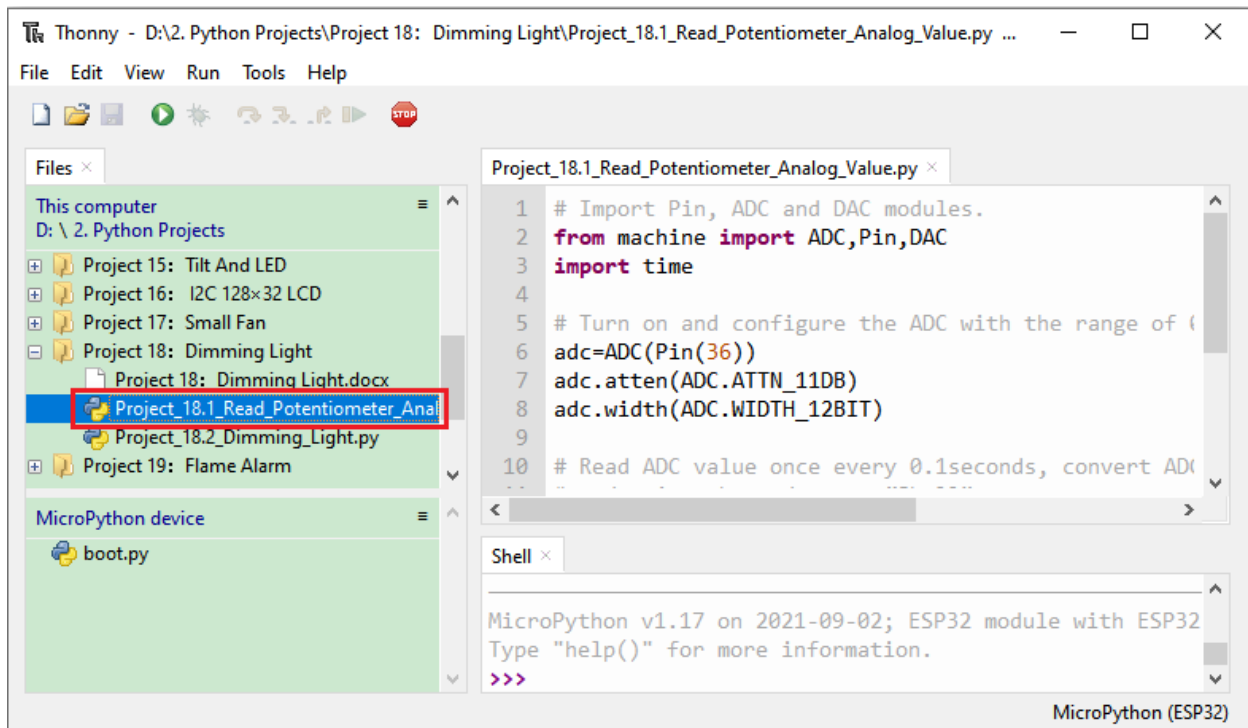 Thonny - D:\2. Python Projects\Project 18：Dimming Light\Project_18.1_Read_Potentiometer_Analog_Value.py ...
File Edit View Run Tools Help
STOP
Files
This computer
D: \ 2. Python Projects
Project 15：Tilt And LED
Project 16： I2C 128×32 LCD
Project 17：Small Fan
Project 18：Dimming Light
Project 18：Dimming Light.docx
Project_18.1_Read_Potentiometer_Anal
Project_18.2_Dimming_Light.py
Project 19：Flame Alarm
MicroPython device
boot.py
Project_18.1_Read_Potentiometer_Analog_Value.py
1 # Import Pin, ADC and DAC modules.
2 from machine import ADC,Pin,DAC
3 import time
4
5 # Turn on and configure the ADC with the range of
6 adc=ADC(Pin(36))
7 adc.atten(ADC.ATTN_11DB)
8 adc.width(ADC.WIDTH_12BIT)
9
10 # Read ADC value once every 0.1seconds, convert ADC
Shell
MicroPython v1.17 on 2021-09-02; ESP32 module with ESP32
Type "help()" for more information.
>>>
MicroPython (ESP32)